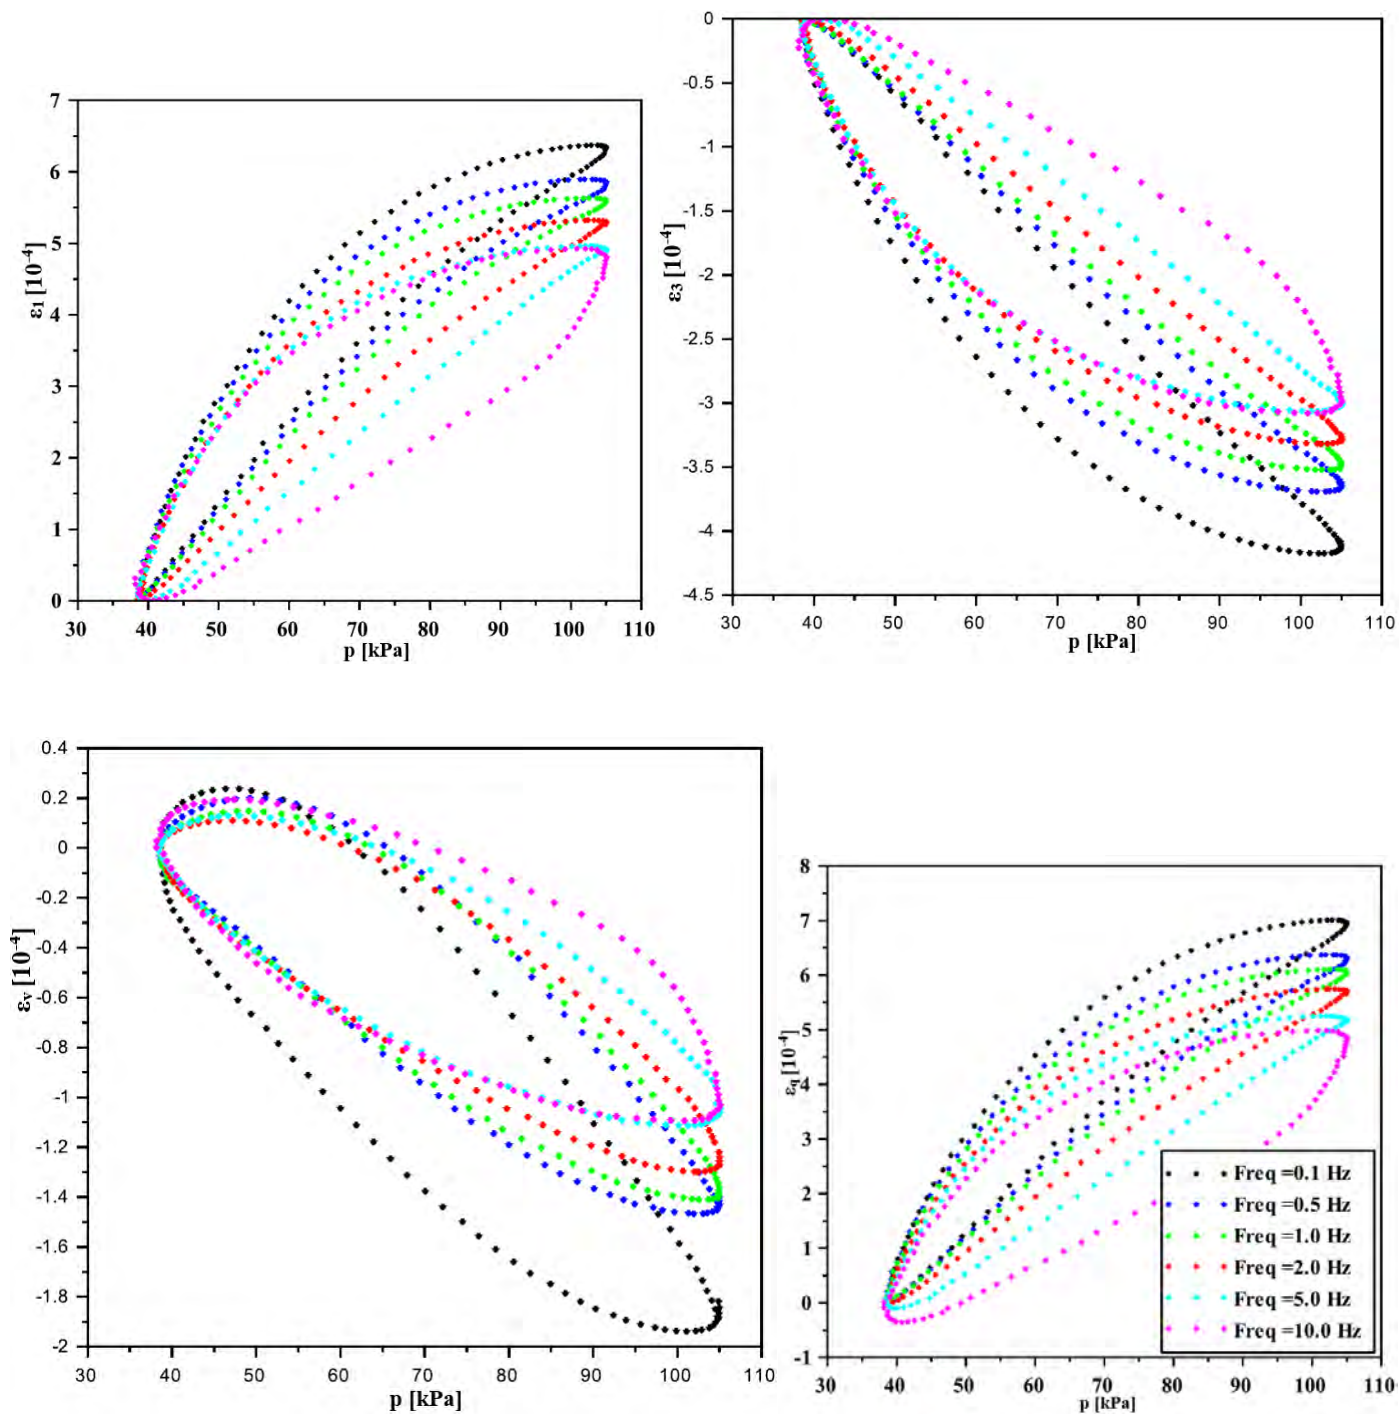 7
6
5
4
3
2
1
0
ε₁ [10⁻⁴]
30 40 50 60 70 80 90 100 110
p [kPa]
0
-0.5
-1
-1.5
-2
-2.5
-3
-3.5
-4
-4.5
ε₃ [10⁻⁴]
30 40 50 60 70 80 90 100 110
p [kPa]
0.4
0.2
0
-0.2
-0.4
-0.6
-0.8
-1
-1.2
-1.4
-1.6
-1.8
-2
εᵥ [10⁻⁴]
30 40 50 60 70 80 90 100 110
p [kPa]
8
7
6
5
4
3
2
1
0
-1
ε_q [10⁻⁴]
Freq =0.1 Hz
Freq =0.5 Hz
Freq =1.0 Hz
Freq =2.0 Hz
Freq =5.0 Hz
Freq =10.0 Hz
30 40 50 60 70 80 90 100 110
p [kPa]